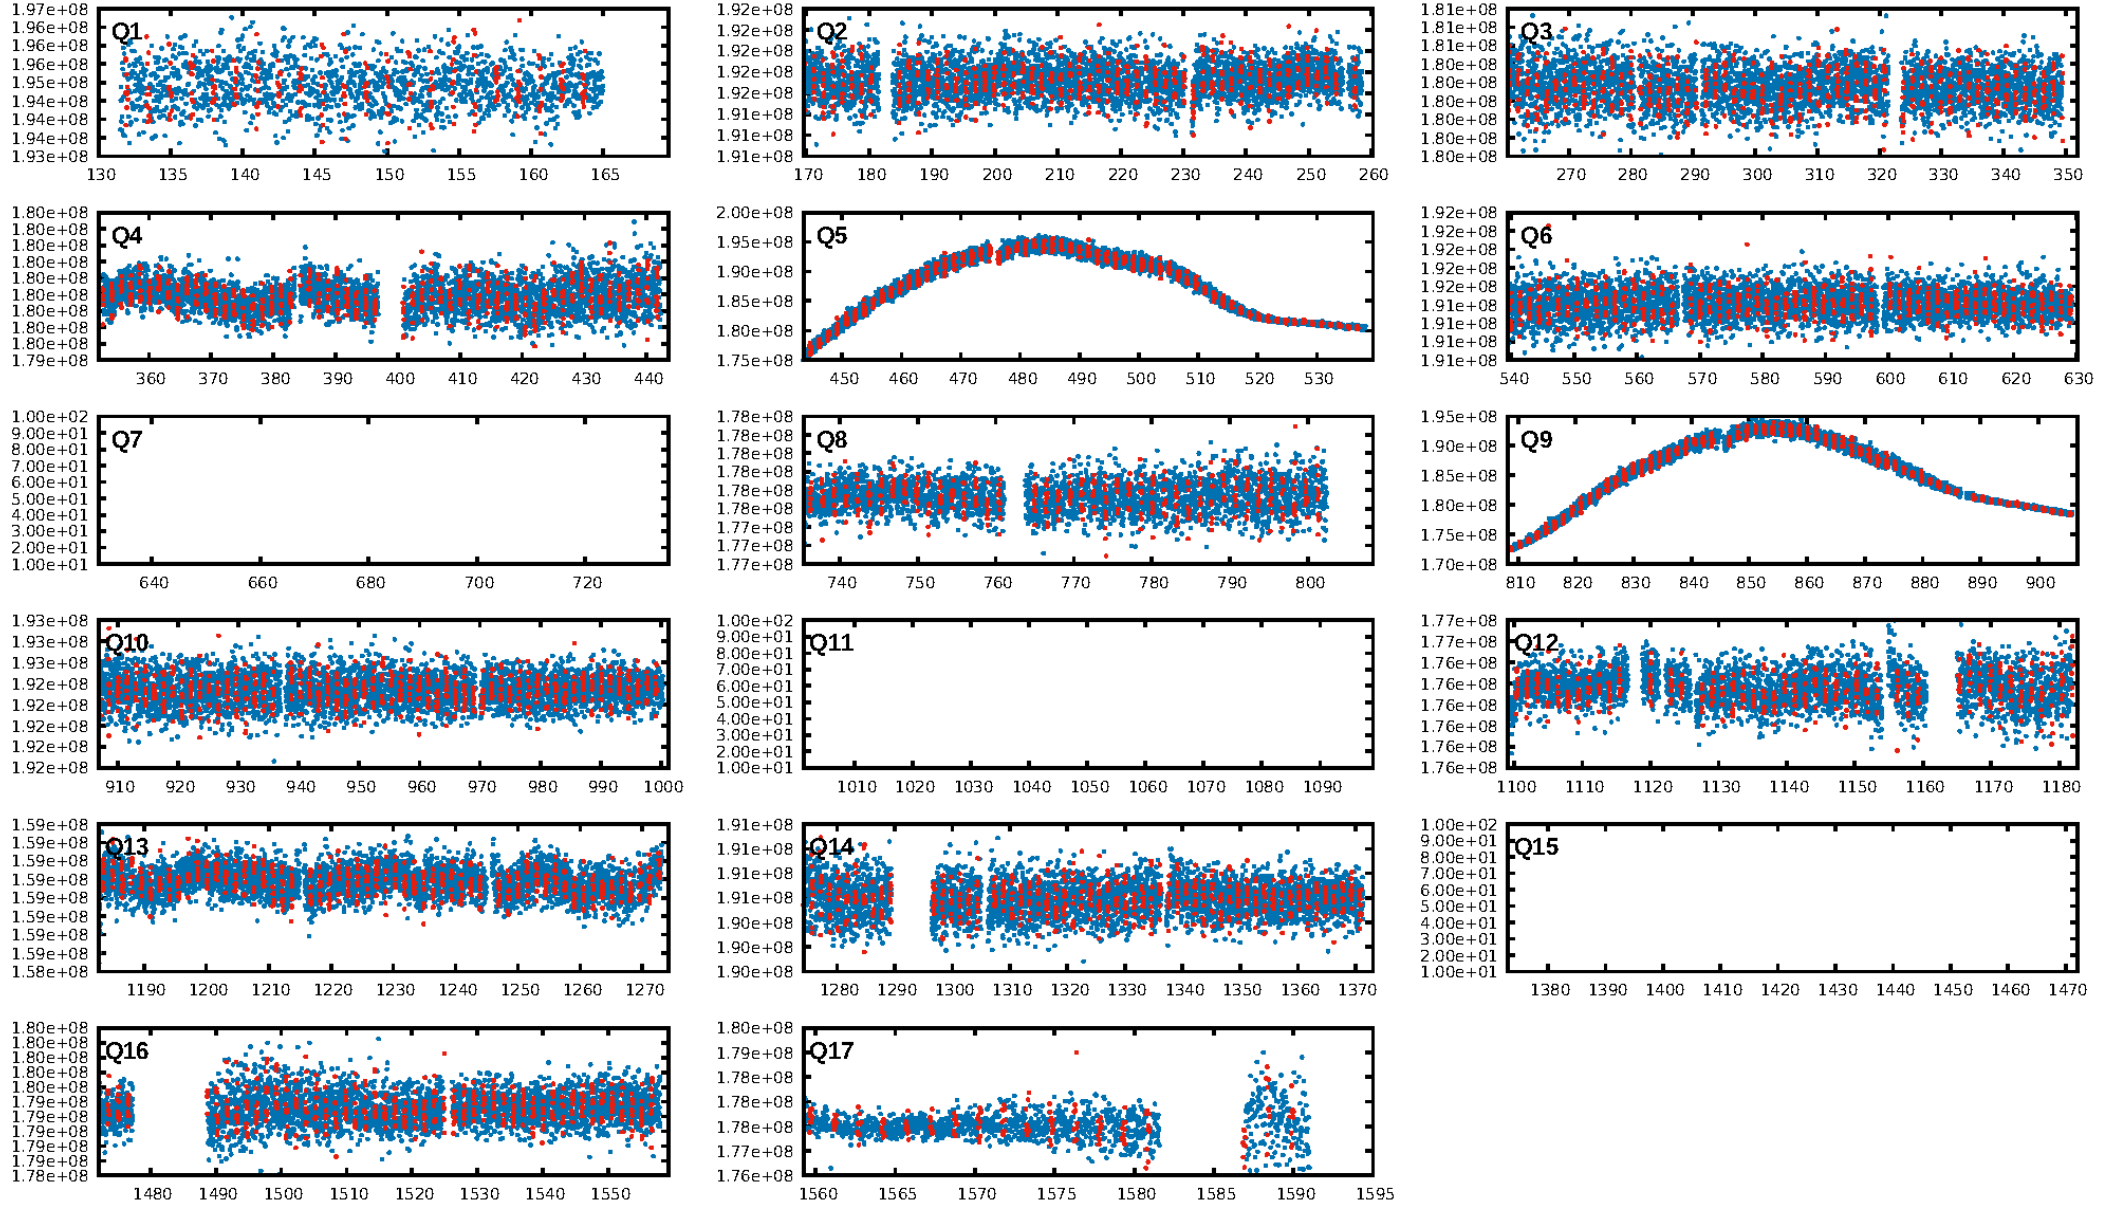 Q1
1.97e+08
1.96e+08
1.96e+08
1.96e+08
1.95e+08
1.94e+08
1.94e+08
1.94e+08
1.93e+08
130 135 140 145 150 155 160 165
Q2
1.92e+08
1.92e+08
1.92e+08
1.92e+08
1.92e+08
1.91e+08
1.91e+08
1.91e+08
170 180 190 200 210 220 230 240 250 260
Q3
1.81e+08
1.81e+08
1.81e+08
1.80e+08
1.80e+08
1.80e+08
1.80e+08
1.80e+08
1.80e+08
270 280 290 300 310 320 330 340 350
Q4
1.80e+08
1.80e+08
1.80e+08
1.80e+08
1.80e+08
1.80e+08
1.80e+08
1.80e+08
1.80e+08
1.79e+08
360 370 380 390 400 410 420 430 440
Q5
2.00e+08
1.95e+08
1.90e+08
1.85e+08
1.80e+08
1.75e+08
450 460 470 480 490 500 510 520 530
Q6
1.92e+08
1.92e+08
1.92e+08
1.92e+08
1.92e+08
1.91e+08
1.91e+08
1.91e+08
1.91e+08
540 550 560 570 580 590 600 610 620 630
Q7
1.00e+02
9.00e+01
8.00e+01
7.00e+01
6.00e+01
5.00e+01
4.00e+01
3.00e+01
2.00e+01
1.00e+01
640 660 680 700 720
Q8
1.78e+08
1.78e+08
1.78e+08
1.78e+08
1.78e+08
1.78e+08
1.77e+08
1.77e+08
1.77e+08
740 750 760 770 780 790 800
Q9
1.95e+08
1.90e+08
1.85e+08
1.80e+08
1.75e+08
1.70e+08
810 820 830 840 850 860 870 880 890 900
Q10
1.93e+08
1.93e+08
1.93e+08
1.92e+08
1.92e+08
1.92e+08
1.92e+08
1.92e+08
910 920 930 940 950 960 970 980 990 1000
Q11
1.00e+02
9.00e+01
8.00e+01
7.00e+01
6.00e+01
5.00e+01
4.00e+01
3.00e+01
2.00e+01
1.00e+01
1010 1020 1030 1040 1050 1060 1070 1080 1090
Q12
1.77e+08
1.77e+08
1.76e+08
1.76e+08
1.76e+08
1.76e+08
1.76e+08
1.76e+08
1100 1110 1120 1130 1140 1150 1160 1170 1180
Q13
1.59e+08
1.59e+08
1.59e+08
1.59e+08
1.59e+08
1.59e+08
1.59e+08
1.59e+08
1.58e+08
1190 1200 1210 1220 1230 1240 1250 1260 1270
Q14
1.91e+08
1.91e+08
1.91e+08
1.91e+08
1.90e+08
1.90e+08
1.90e+08
1280 1290 1300 1310 1320 1330 1340 1350 1360 1370
Q15
1.00e+02
9.00e+01
8.00e+01
7.00e+01
6.00e+01
5.00e+01
4.00e+01
3.00e+01
2.00e+01
1.00e+01
1380 1390 1400 1410 1420 1430 1440 1450 1460 1470
Q16
1.80e+08
1.80e+08
1.80e+08
1.80e+08
1.80e+08
1.79e+08
1.79e+08
1.79e+08
1.79e+08
1.79e+08
1.78e+08
1480 1490 1500 1510 1520 1530 1540 1550
Q17
1.80e+08
1.79e+08
1.78e+08
1.78e+08
1.78e+08
1.77e+08
1.76e+08
1560 1565 1570 1575 1580 1585 1590 1595